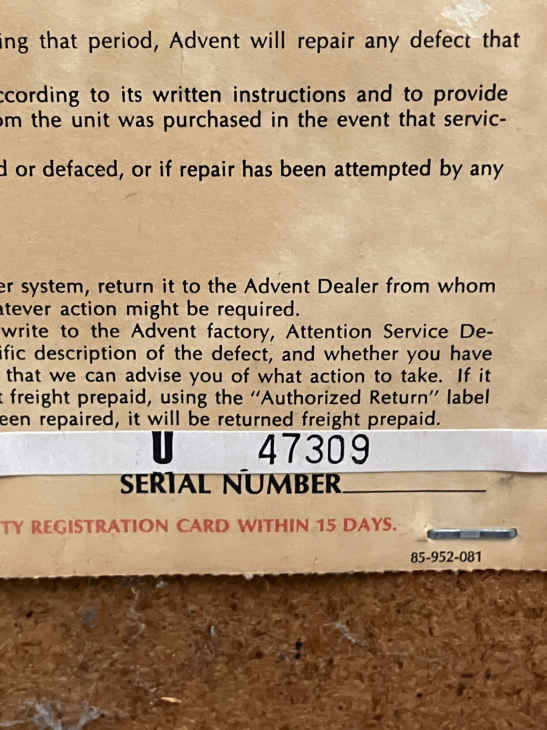 ing that period, Advent will repair any defect that
ccording to its written instructions and to provide
om the unit was purchased in the event that servic-
d or defaced, or if repair has been attempted by any
er system, return it to the Advent Dealer from whom
atever action might be required.
write to the Advent factory, Attention Service De-
ific description of the defect, and whether you have
that we can advise you of what action to take. If it
t freight prepaid, using the "Authorized Return" label
een repaired, it will be returned freight prepaid.
U 47309
SERIAL NUMBER
TY REGISTRATION CARD WITHIN 15 DAYS.
85-952-081